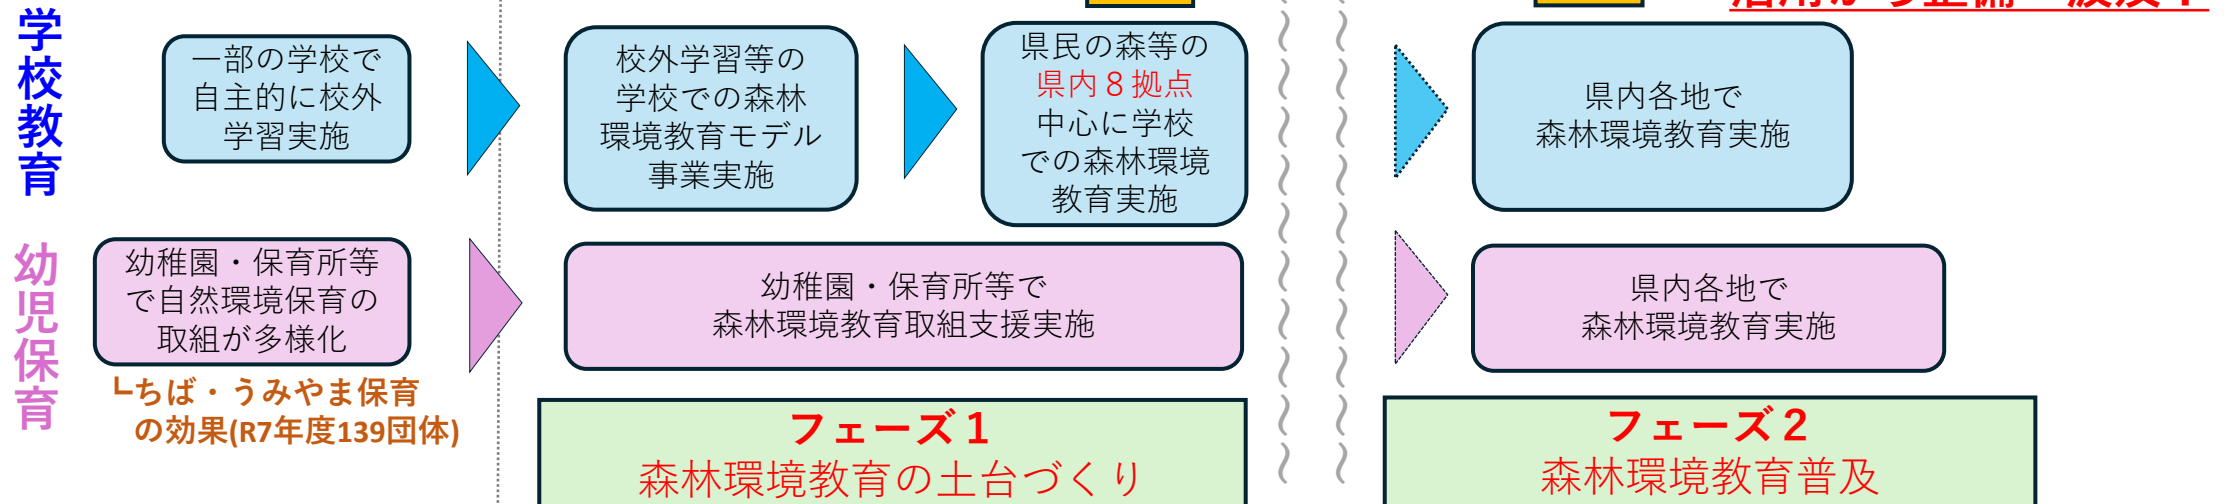 学校教育
一部の学校で
自主的に校外
学習実施
校外学習等の
学校での森林
環境教育モデル
事業実施
県民の森等の
県内８拠点
中心に学校
での森林環境
教育実施
県内各地で
森林環境教育実施
幼児保育
幼稚園・保育所等
で自然環境保育の
取組が多様化
┗ちば・うみやま保育
の効果(R7年度139団体)
幼稚園・保育所等で
森林環境教育取組支援実施
県内各地で
森林環境教育実施
フェーズ１
森林環境教育の土台づくり
フェーズ２
森林環境教育普及